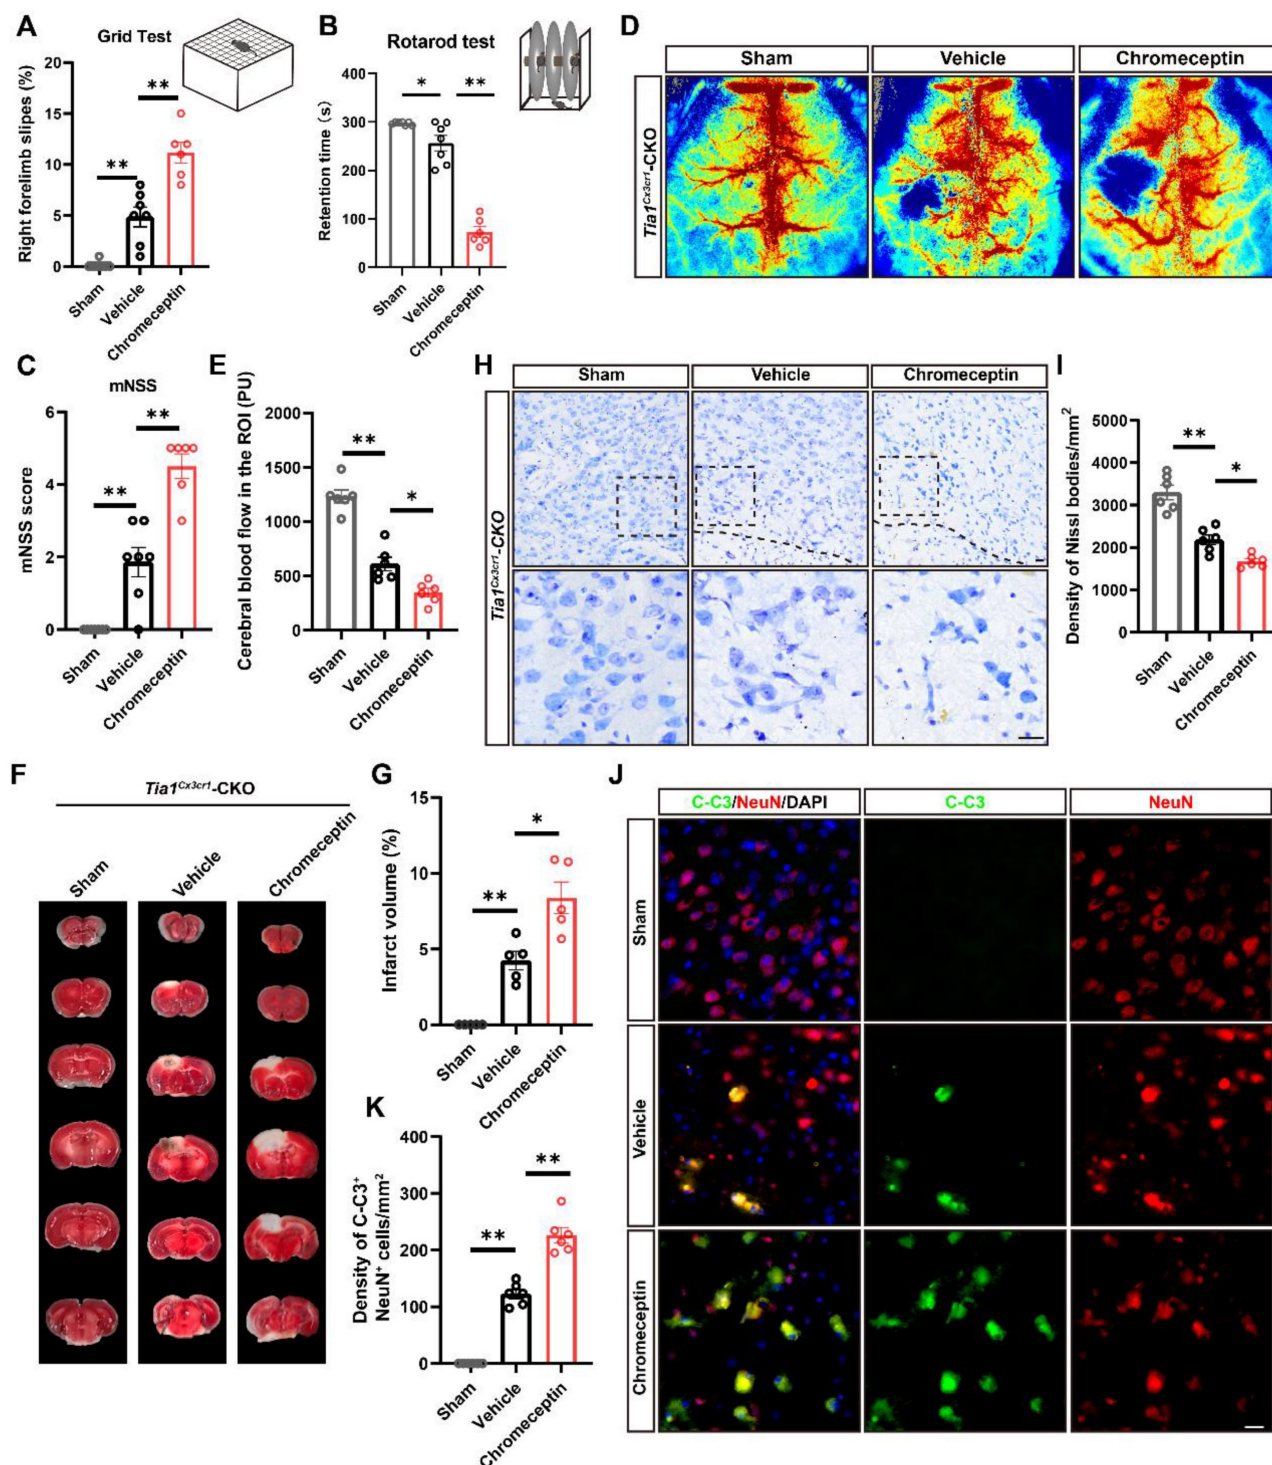 A
Grid Test
Right forelimb slipes (%)
20
15
10
5
0
**
**
Sham
Vehicle
Chromeceptin
B
Rotarod test
Retention time (s)
400
300
200
100
0
*
**
Sham
Vehicle
Chromeceptin
D
Sham
Vehicle
Chromeceptin
Tia1Cx3cr1-CKO
C
mNSS
mNSS score
6
4
2
0
**
**
Sham
Vehicle
Chromeceptin
E
Cerebral blood flow in the ROI (PU)
2000
1500
1000
500
0
**
*
Sham
Vehicle
Chromeceptin
H
Sham
Vehicle
Chromeceptin
Tia1Cx3cr1-CKO
I
Density of Nissl bodies/mm2
5000
4000
3000
2000
1000
0
**
*
Sham
Vehicle
Chromeceptin
F
Tia1Cx3cr1-CKO
Sham
Vehicle
Chromeceptin
G
Infarct volume (%)
15
10
5
0
**
*
Sham
Vehicle
Chromeceptin
K
Density of C-C3+
NeuN+ cells/mm2
400
300
200
100
0
**
**
Sham
Vehicle
Chromeceptin
J
C-C3/NeuN/DAPI
C-C3
NeuN
Sham
Vehicle
Chromeceptin